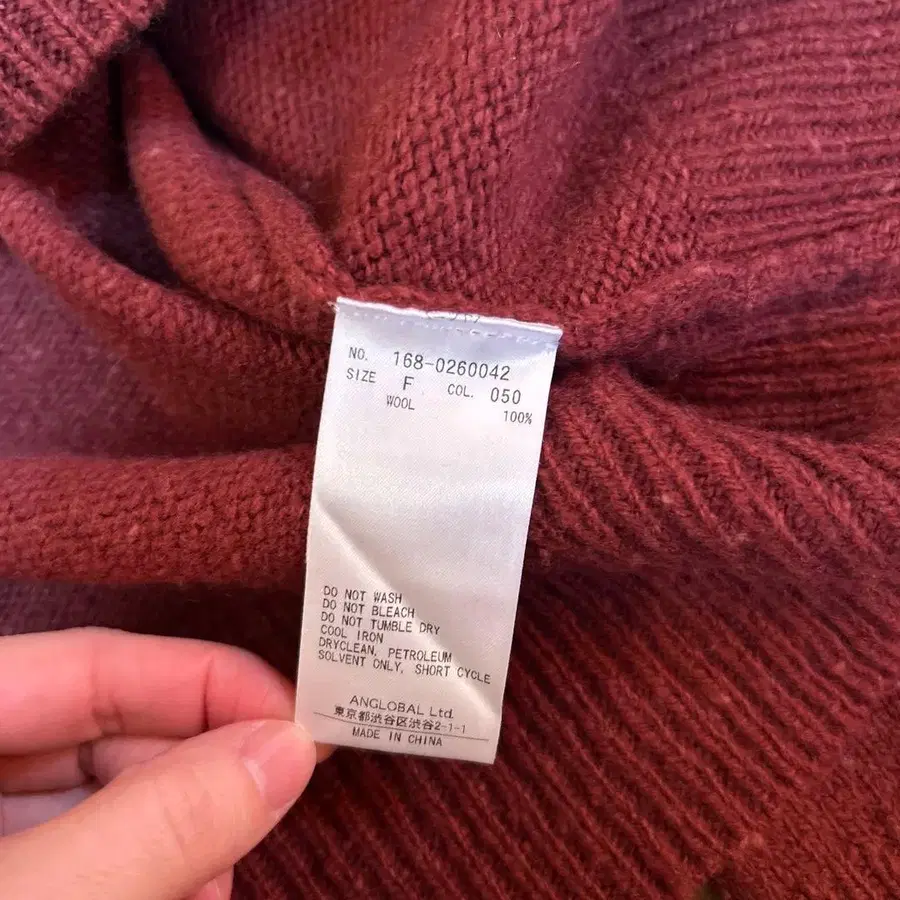 NO. 168-0260042
SIZE F COL. 050
WOOL 100%
DO NOT WASH
DO NOT BLEACH
DO NOT TUMBLE DRY
COOL IRON
DRYCLEAN, PETROLEUM
SOLVENT ONLY, SHORT CYCLE
ANGLOBAL Ltd
東京都渋谷区渋谷2-1-1
MADE IN CHINA